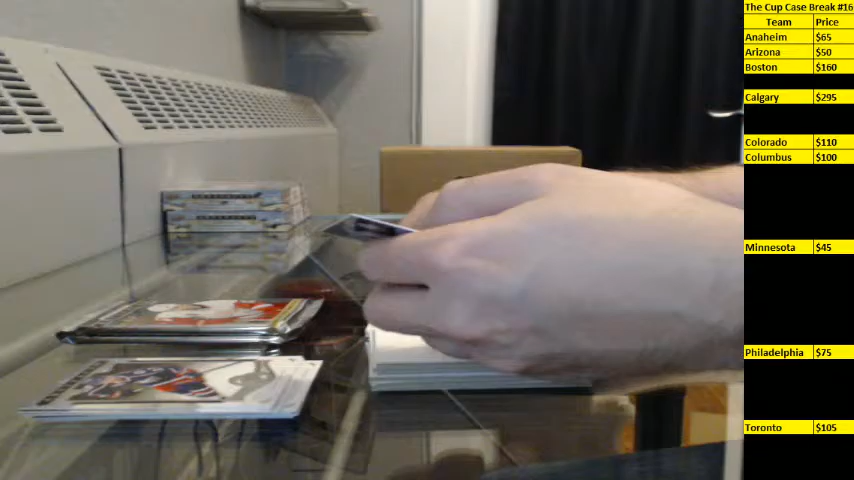 The Cup Case Break #16
Team Price
Anaheim $65
Arizona $50
Boston $160
Calgary $295
Colorado $110
Columbus $100
Minnesota $45
Philadelphia $75
Toronto $105